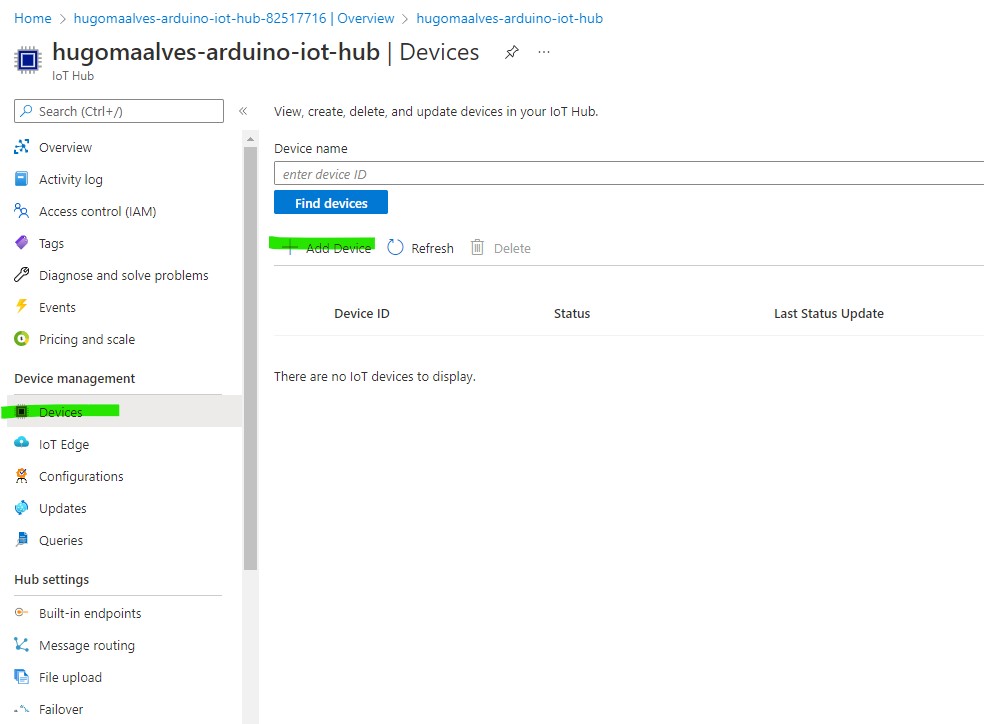 Home > hugomaalves-arduino-iot-hub-82517716 | Overview > hugomaalves-arduino-iot-hub
hugomaalves-arduino-iot-hub | Devices ...
IoT Hub
Search (Ctrl+/)
«
Overview
Activity log
Access control (IAM)
Tags
Diagnose and solve problems
Events
Pricing and scale
Device management
Devices
IoT Edge
Configurations
Updates
Queries
Hub settings
Built-in endpoints
Message routing
File upload
Failover
View, create, delete, and update devices in your IoT Hub.
Device name
enter device ID
Find devices
+ Add Device Refresh Delete
Device ID Status Last Status Update
There are no IoT devices to display.